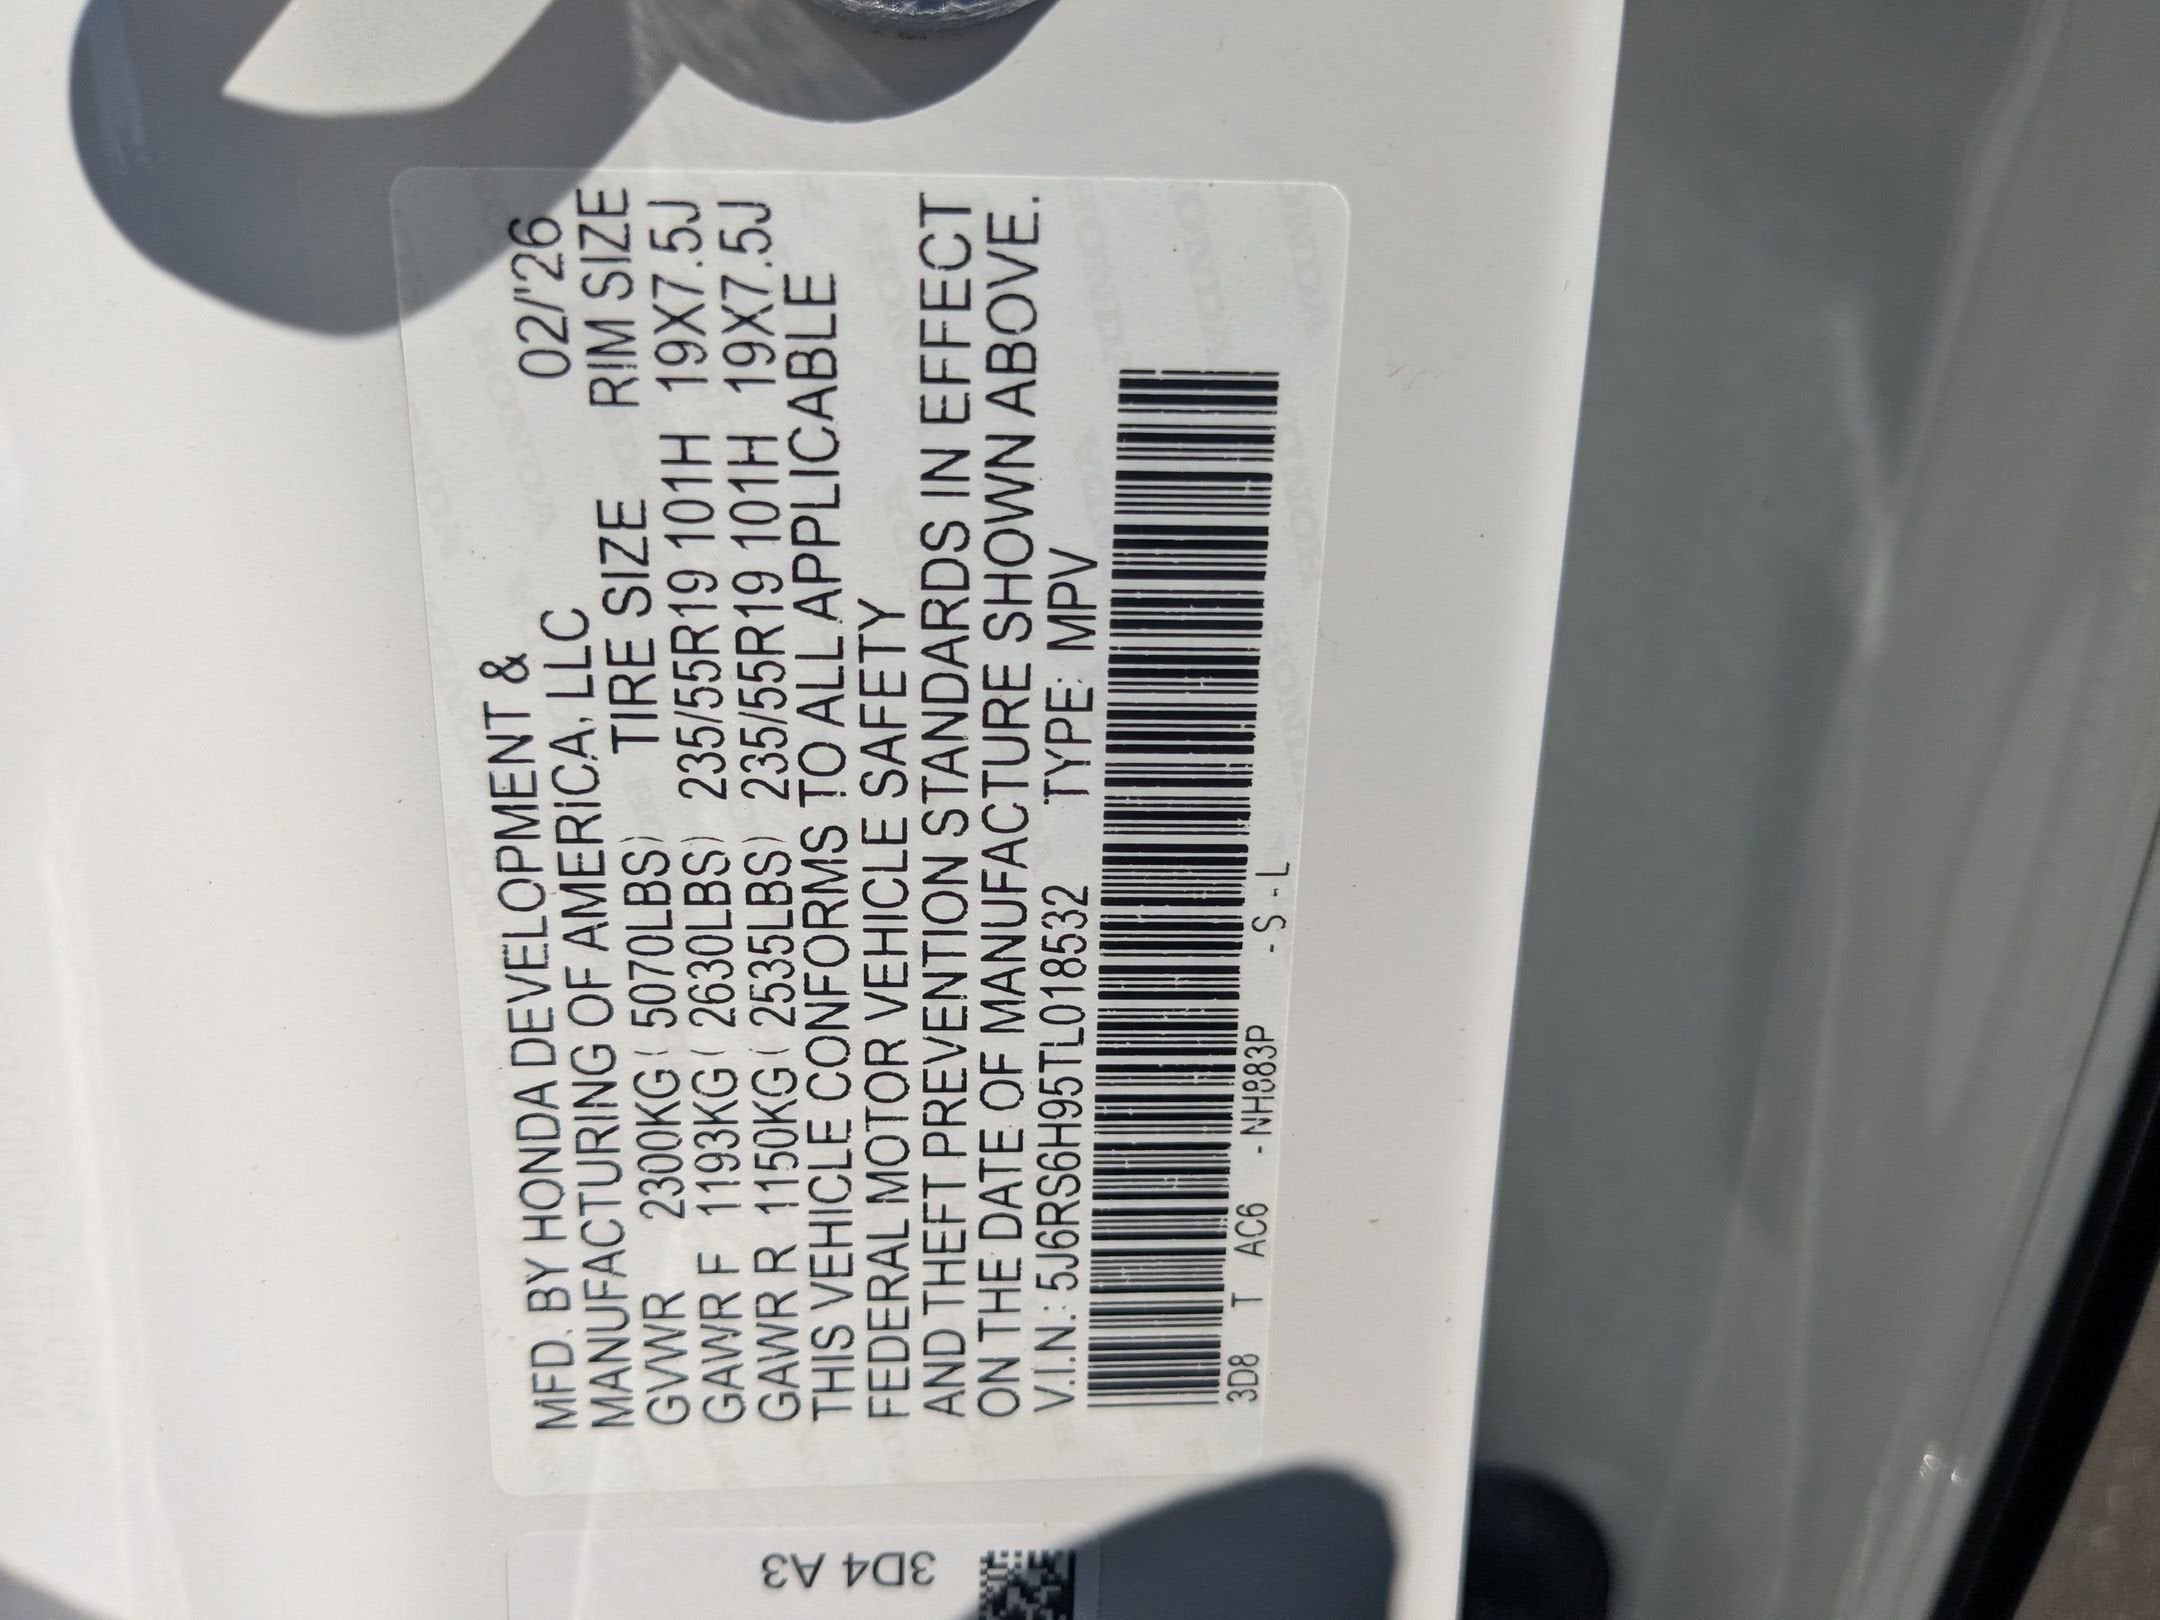 MFD. BY HONDA DEVELOPMENT & 02/'26
MANUFACTURING OF AMERICA, LLC
TIRE SIZE RIM SIZE
GVWR 2300KG ( 5070LBS) 235/55R19 101H 19X7.5J
GAWR F 1193KG ( 2630LBS) 235/55R19 101H 19X7.5J
GAWR R 1150KG ( 2535LBS)
THIS VEHICLE CONFORMS TO ALL APPLICABLE
FEDERAL MOTOR VEHICLE SAFETY
AND THEFT PREVENTION STANDARDS IN EFFECT
ON THE DATE OF MANUFACTURE SHOWN ABOVE.
V.I.N.: 5J6RS6H95TL018532 TYPE: MPV
3D8 T AC6 -NH883P -S-L
3D4 A3